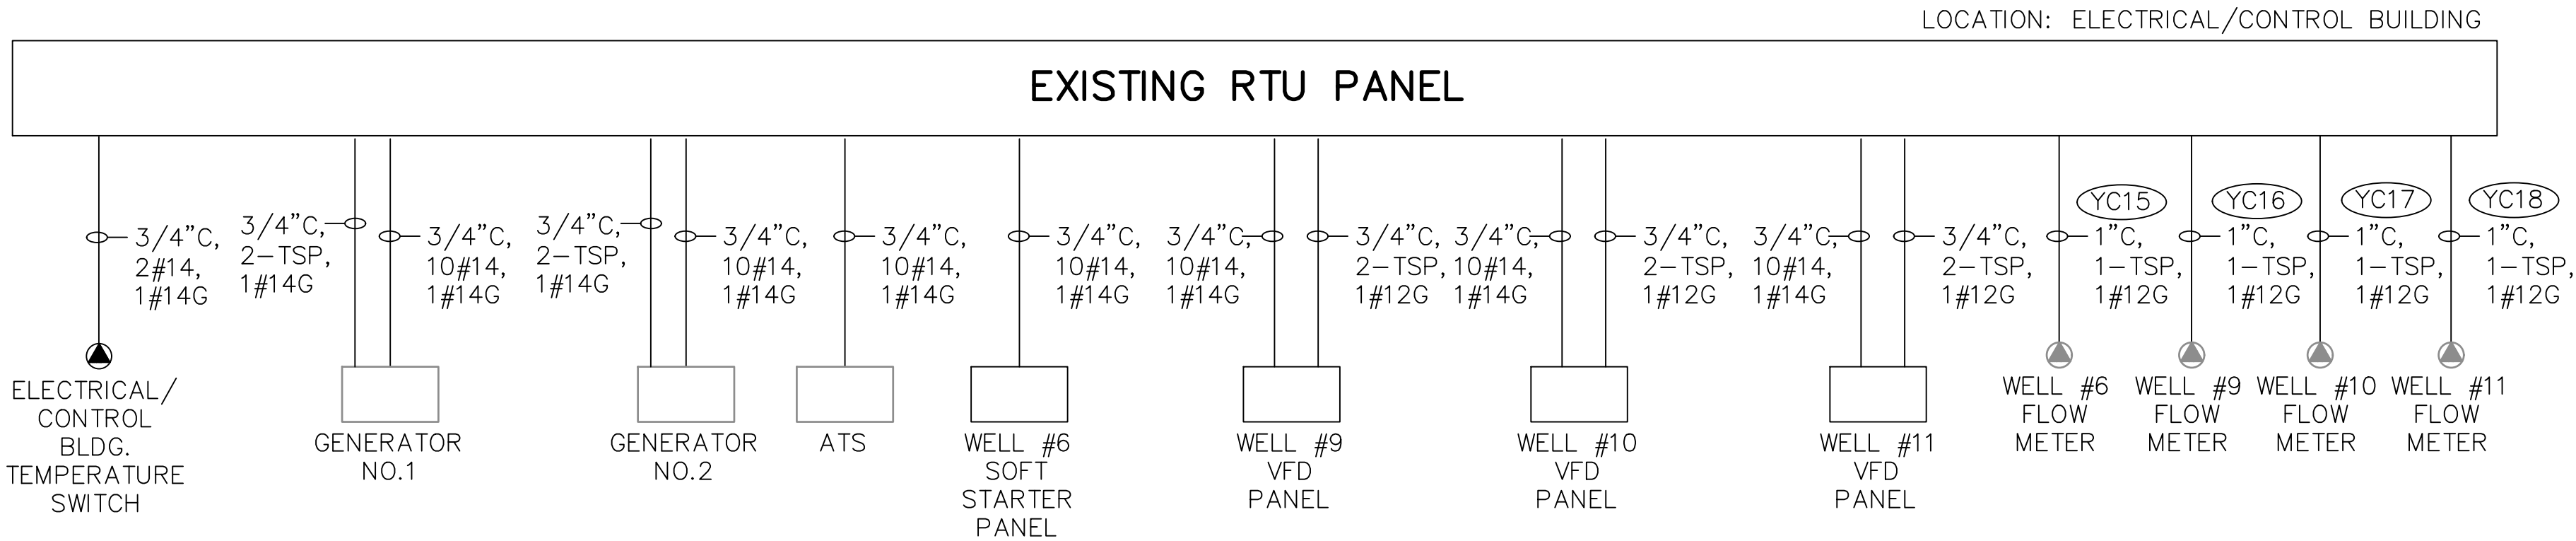 LOCATION: ELECTRICAL/CONTROL BUILDING
EXISTING RTU PANEL
3/4"C,
2#14,
1#14G
3/4"C,
2-TSP,
1#14G
3/4"C,
10#14,
1#14G
3/4"C,
2-TSP,
1#14G
3/4"C,
10#14,
1#14G
3/4"C,
10#14,
1#14G
3/4"C,
10#14,
1#14G
3/4"C,
10#14,
1#14G
3/4"C,
2-TSP,
1#12G
3/4"C,
10#14,
1#14G
3/4"C,
2-TSP,
1#12G
3/4"C,
10#14,
1#14G
3/4"C,
2-TSP,
1#12G
YC15
1"C,
1-TSP,
1#12G
YC16
1"C,
1-TSP,
1#12G
YC17
1"C,
1-TSP,
1#12G
YC18
1"C,
1-TSP,
1#12G
ELECTRICAL/
CONTROL
BLDG.
TEMPERATURE
SWITCH
GENERATOR
NO.1
GENERATOR
NO.2
ATS
WELL #6
SOFT
STARTER
PANEL
WELL #9
VFD
PANEL
WELL #10
VFD
PANEL
WELL #11
VFD
PANEL
WELL #6
FLOW
METER
WELL #9
FLOW
METER
WELL #10
FLOW
METER
WELL #11
FLOW
METER